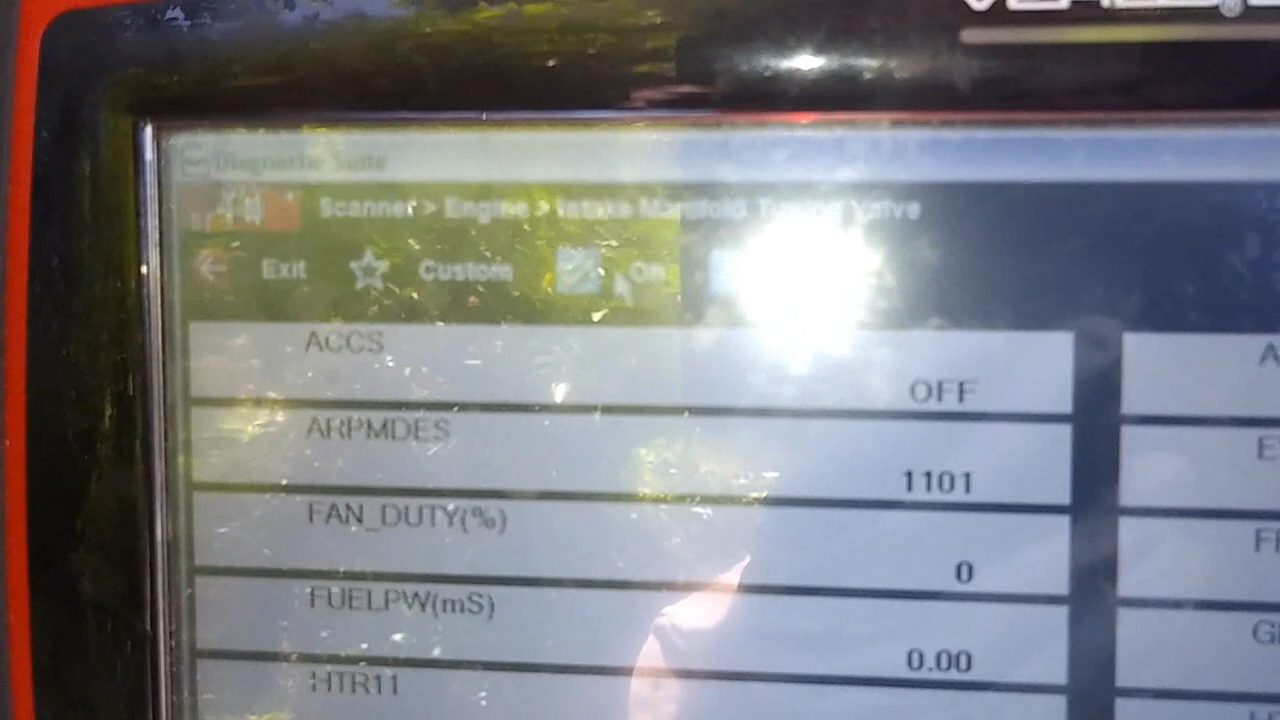 Diagnostic Suite
Scanner > Engine > Intake Manifold Tuning Valve
Exit Custom On
ACCS
OFF
ARPMDES
1101
FAN_DUTY(%)
0
FUELPW(mS)
0.00
HTR11